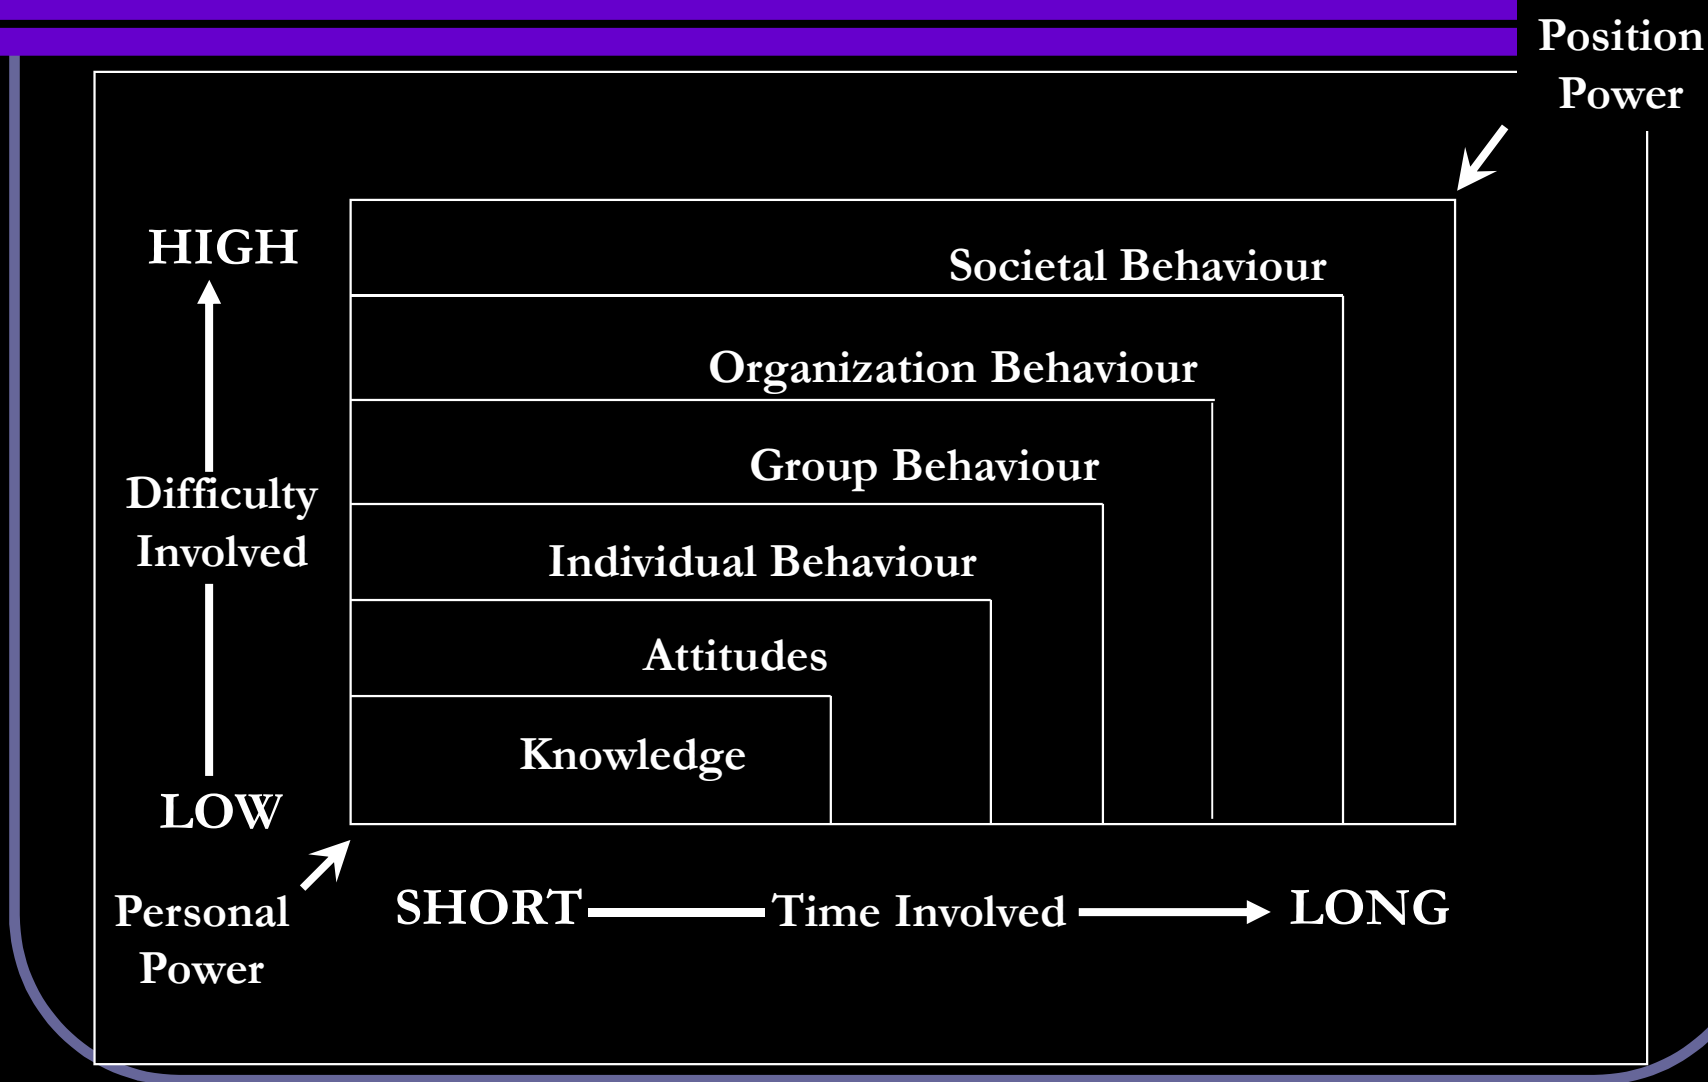 Position
Power
HIGH
Societal Behaviour
Organization Behaviour
Group Behaviour
Difficulty
Involved
Individual Behaviour
Attitudes
Knowledge
LOW
Personal
Power
SHORT Time Involved LONG